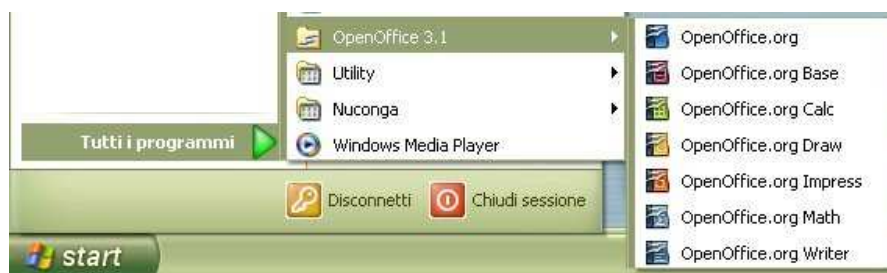 OpenOffice 3.1
Utility
Nuconga
Windows Media Player
Tutti i programmi
Disconnetti
Chiudi sessione
start
OpenOffice.org
OpenOffice.org Base
OpenOffice.org Calc
OpenOffice.org Draw
OpenOffice.org Impress
OpenOffice.org Math
OpenOffice.org Writer